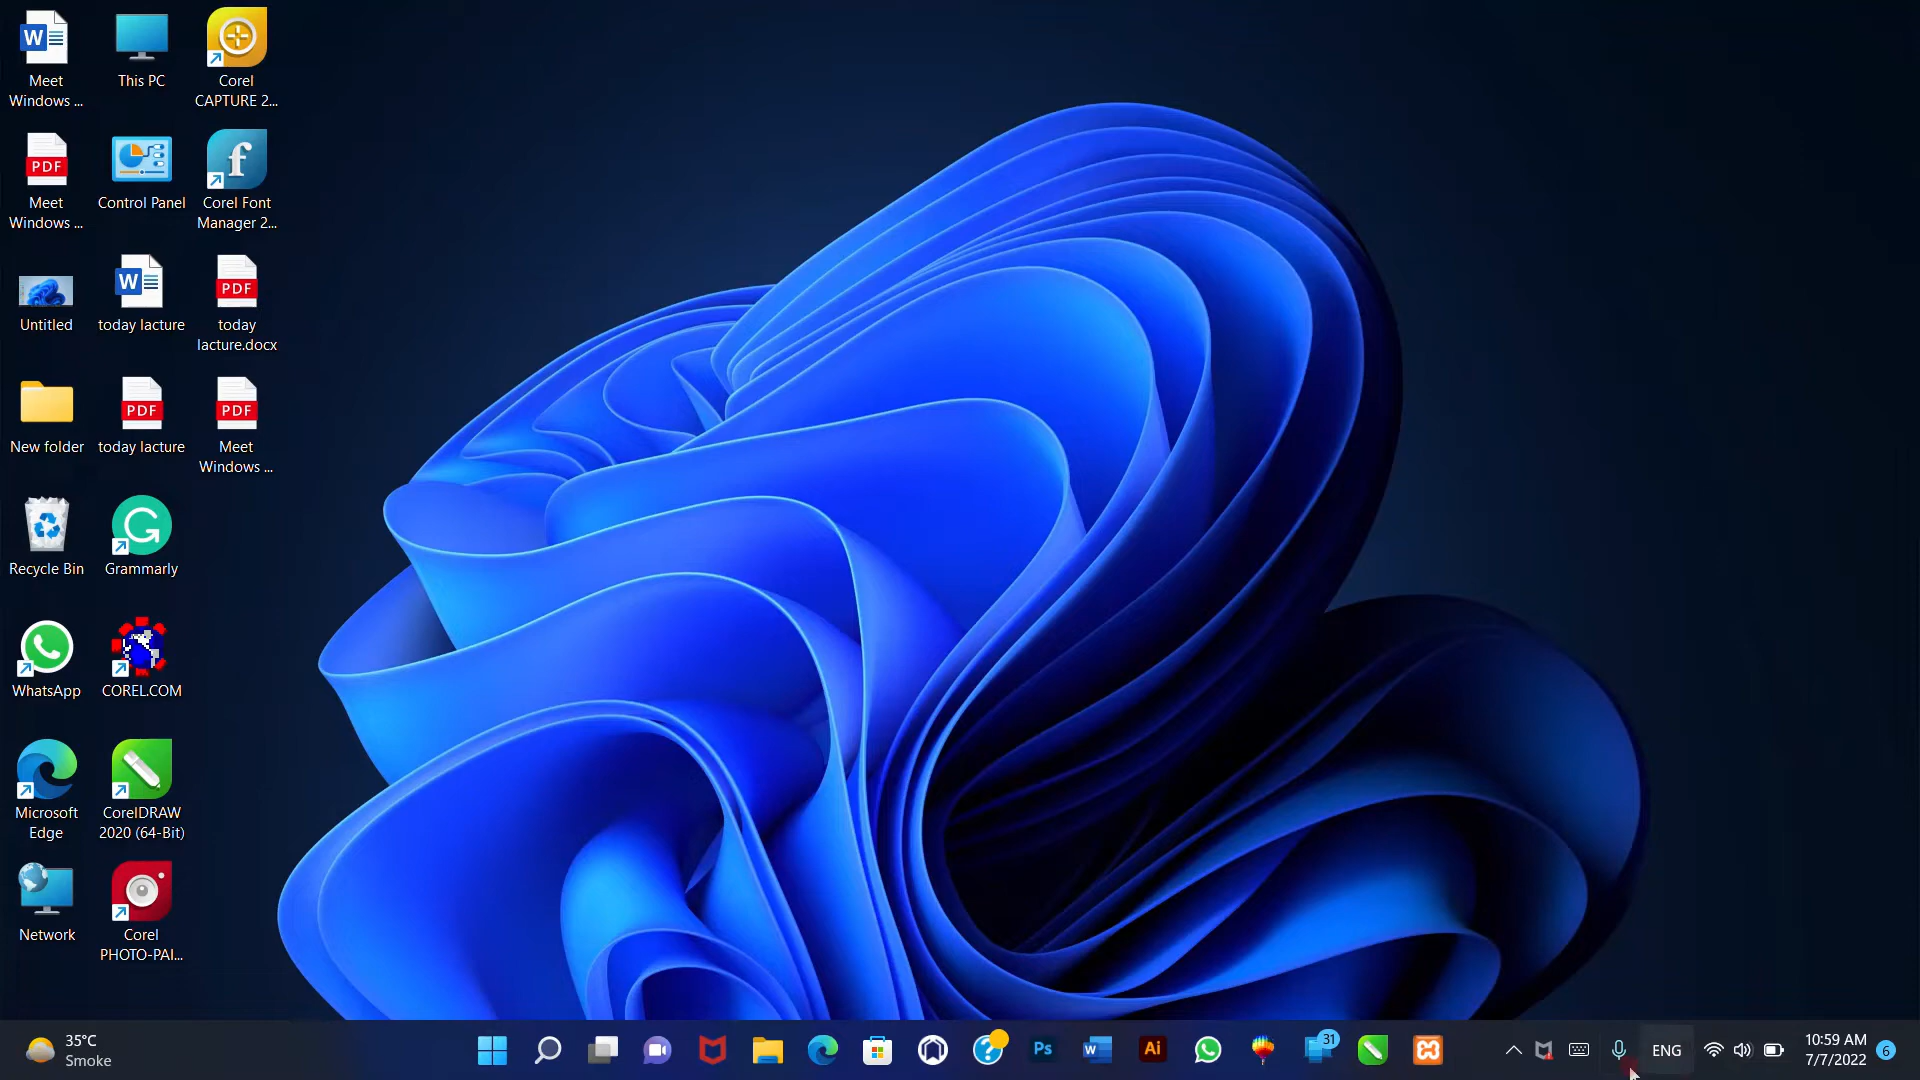 Meet
Windows ...
This PC
Corel
CAPTURE 2...
PDF
Meet
Windows ...
Control Panel
Corel Font
Manager 2...
Untitled
W
today lacture
PDF
today
lacture.docx
New folder
PDF
today lacture
PDF
Meet
Windows ...
Recycle Bin
Grammarly
WhatsApp
COREL.COM
Microsoft
Edge
CorelDRAW
2020 (64-Bit)
Network
Corel
PHOTO-PAI...
35°C
Smoke
Ps
W
Ai
31
ENG
10:59 AM
7/7/2022
6